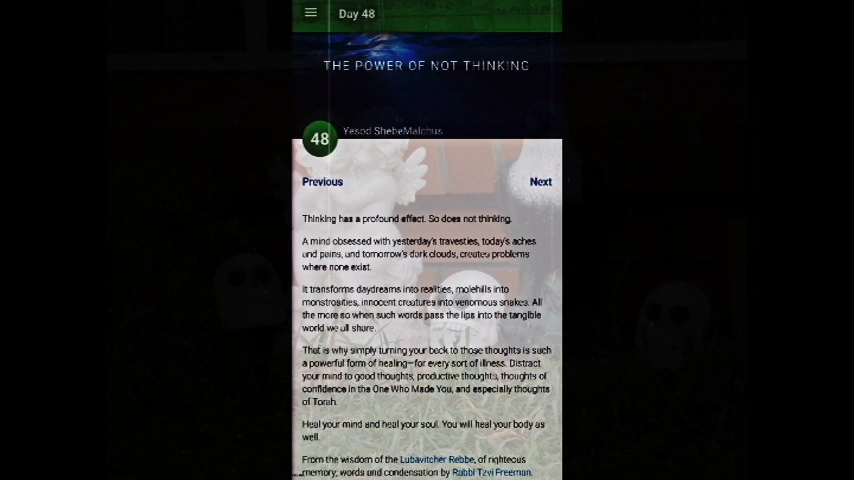 Day 48
THE POWER OF NOT THINKING
48
Yesod ShebeMalchus
Previous
Next
Thinking has a profound effect. So does not thinking.
A mind obsessed with yesterday's travesties, today's aches
and pains, and tomorrow's dark clouds, creates problems
where none exist.
It transforms daydreams into realities, molehills into
monstrosities, innocent creatures into venomous snakes. All
the more so when such words pass the lips into the tangible
world we all share.
That is why simply turning your back to those thoughts is such
a powerful form of healing—for every sort of illness. Distract
your mind to good thoughts, productive thoughts, thoughts of
confidence in the One Who Made You, and especially thoughts
of Torah.
Heal your mind and heal your soul. You will heal your body as
well.
From the wisdom of the Lubavitcher Rebbe, of righteous
memory; words and condensation by Rabbi Tzvi Freeman.